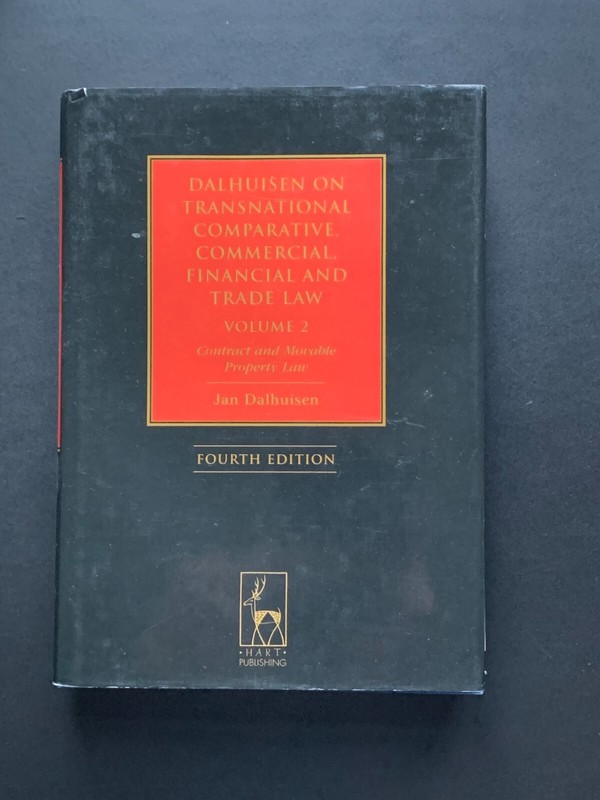 DALHUISEN ON
TRANSNATIONAL
COMPARATIVE,
COMMERCIAL,
FINANCIAL AND
TRADE LAW
VOLUME 2
Contract and Movable
Property Law
Jan Dalhuisen
FOURTH EDITION
·HART·
PUBLISHING